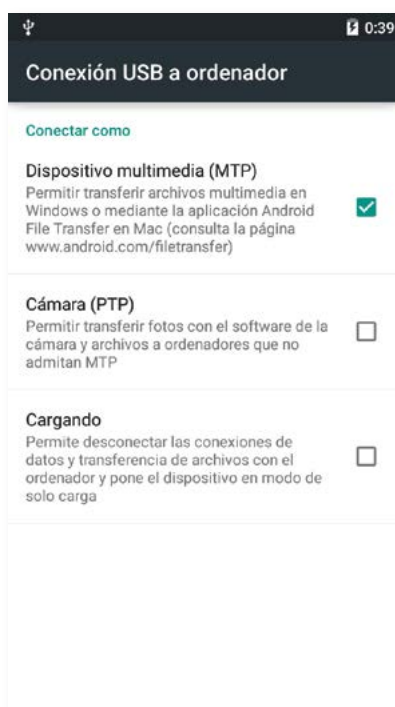 0:39
Conexión USB a ordenador
Conectar como
Dispositivo multimedia (MTP)
Permitir transferir archivos multimedia en
Windows o mediante la aplicación Android
File Transfer en Mac (consulta la página
www.android.com/filetransfer)
Cámara (PTP)
Permitir transferir fotos con el software de la
cámara y archivos a ordenadores que no
admitan MTP
Cargando
Permite desconectar las conexiones de
datos y transferencia de archivos con el
ordenador y pone el dispositivo en modo de
solo carga